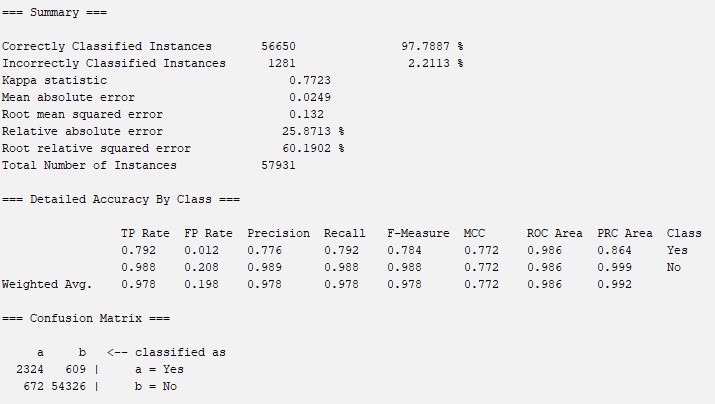 === Summary ===
Correctly Classified Instances 56650 97.7887 %
Incorrectly Classified Instances 1281 2.2113 %
Kappa statistic 0.7723
Mean absolute error 0.0249
Root mean squared error 0.132
Relative absolute error 25.8713 %
Root relative squared error 60.1902 %
Total Number of Instances 57931
=== Detailed Accuracy By Class ===
TP Rate FP Rate Precision Recall F-Measure MCC ROC Area PRC Area Class
0.792 0.012 0.776 0.792 0.784 0.772 0.986 0.864 Yes
0.988 0.208 0.989 0.988 0.988 0.772 0.986 0.999 No
Weighted Avg. 0.978 0.198 0.978 0.978 0.978 0.772 0.986 0.992
=== Confusion Matrix ===
a b <-- classified as
2324 609 | a = Yes
672 54326 | b = No